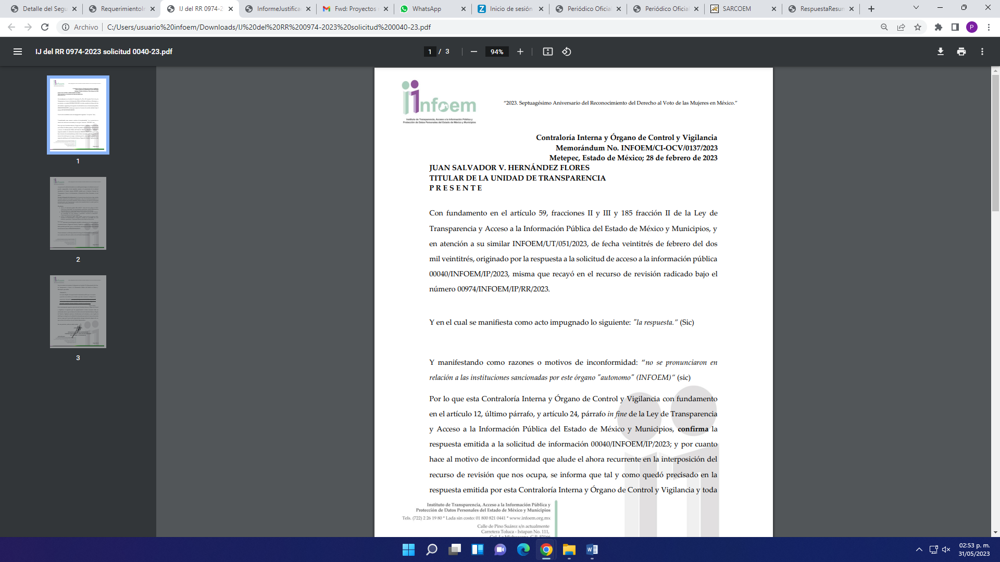 Detalle del Segu
RequerimientoIn
IJ del RR 0974-2
InformeJustifica
Fwd: Proyectos
WhatsApp
Inicio de sesión
Periódico Oficia
Periódico Oficia
SARCOEM
RespuestaResun
Archivo
C:/Users/usuario%20infoem/Downloads/IJ%20del%20RR%200974-2023%20solicitud%200040-23.pdf
P
IJ del RR 0974-2023 solicitud 0040-23.pdf
1 / 3
94%
1
2
3
infoem
Instituto de Transparencia, Acceso a la Información Pública y
Protección de Datos Personales del Estado de México y Municipios
“2023. Septuagésimo Aniversario del Reconocimiento del Derecho al Voto de las Mujeres en México.”
Contraloría Interna y Órgano de Control y Vigilancia
Memorándum No. INFOEM/CI-OCV/0137/2023
Metepec, Estado de México; 28 de febrero de 2023
JUAN SALVADOR V. HERNÁNDEZ FLORES
TITULAR DE LA UNIDAD DE TRANSPARENCIA
P R E S E N T E
Con fundamento en el artículo 59, fracciones II y III y 185 fracción II de la Ley de
Transparencia y Acceso a la Información Pública del Estado de México y Municipios, y
en atención a su similar INFOEM/UT/051/2023, de fecha veintitrés de febrero del dos
mil veintitrés, originado por la respuesta a la solicitud de acceso a la información pública
00040/INFOEM/IP/2023, misma que recayó en el recurso de revisión radicado bajo el
número 00974/INFOEM/IP/RR/2023.
Y en el cual se manifiesta como acto impugnado lo siguiente: "la respuesta." (Sic)
Y manifestando como razones o motivos de inconformidad: “no se pronunciaron en
relación a las instituciones sancionadas por este órgano "autonomo" (INFOEM)” (sic)
Por lo que esta Contraloría Interna y Órgano de Control y Vigilancia con fundamento
en el artículo 12, último párrafo, y artículo 24, párrafo in fine de la Ley de Transparencia
y Acceso a la Información Pública del Estado de México y Municipios, confirma la
respuesta emitida a la solicitud de información 00040/INFOEM/IP/2023; y por cuanto
hace al motivo de inconformidad que alude el ahora recurrente en la interposición del
recurso de revisión que nos ocupa, se informa que tal y como quedó precisado en la
respuesta emitida por esta Contraloría Interna y Órgano de Control y Vigilancia y toda
Instituto de Transparencia, Acceso a la Información Pública y
Protección de Datos Personales del Estado de México y Municipios
Tels. (722) 2 26 19 80 * Lada sin costo: 01 800 821 0441 * www.infoem.org.mx
Calle de Pino Suárez s/n actualmente
Carretera Toluca - Ixtapan No. 111,
Col. La Michoacana, C.P. 52166
02:53 p. m.
31/05/2023